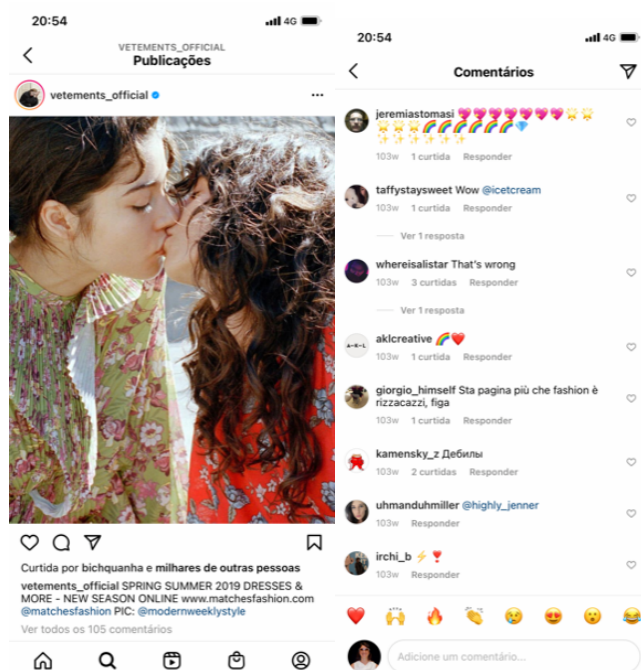 20:54
4G
VETEMENTS_OFFICIAL
Publicações
vetements_official
Curtida por bichquanha e milhares de outras pessoas
vetements_official SPRING SUMMER 2019 DRESSES &
MORE - NEW SEASON ONLINE www.matchesfashion.com
@matchesfashion PIC: @modernweeklystyle
Ver todos os 105 comentários
20:54
4G
Comentários
jeremiastomasi 💖💖💖💖💖💖💖🌟🌟
🌟🌟🌟🌈🌈🌈🌈🌈🌈💎
✨✨✨✨✨✨
103w 1 curtida Responder
taffystaysweet Wow @icetcream
103w 1 curtida Responder
Ver 1 resposta
whereisalistar That's wrong
103w 3 curtidas Responder
Ver 1 resposta
A-K-L
aklcreative 🌈❤️
103w 1 curtida Responder
giorgio_himself Sta pagina più che fashion è
rizzacazzi, figa
103w 1 curtida Responder
kamensky_z Дебилы
103w 2 curtidas Responder
uhmanduhmiller @highly_jenner
103w Responder
irchi_b ⚡❣️
103w Responder
❤️ 🙌 🔥 👏 😢 😍 😮 😂
Adicione um comentário...